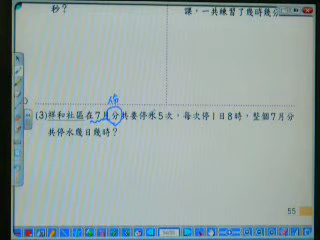 秒？
課，一共練習了幾時幾分
(3)祥和社區在7月分共要停水5次，每次停1日8時，整個7月分
共停水幾日幾時？
55